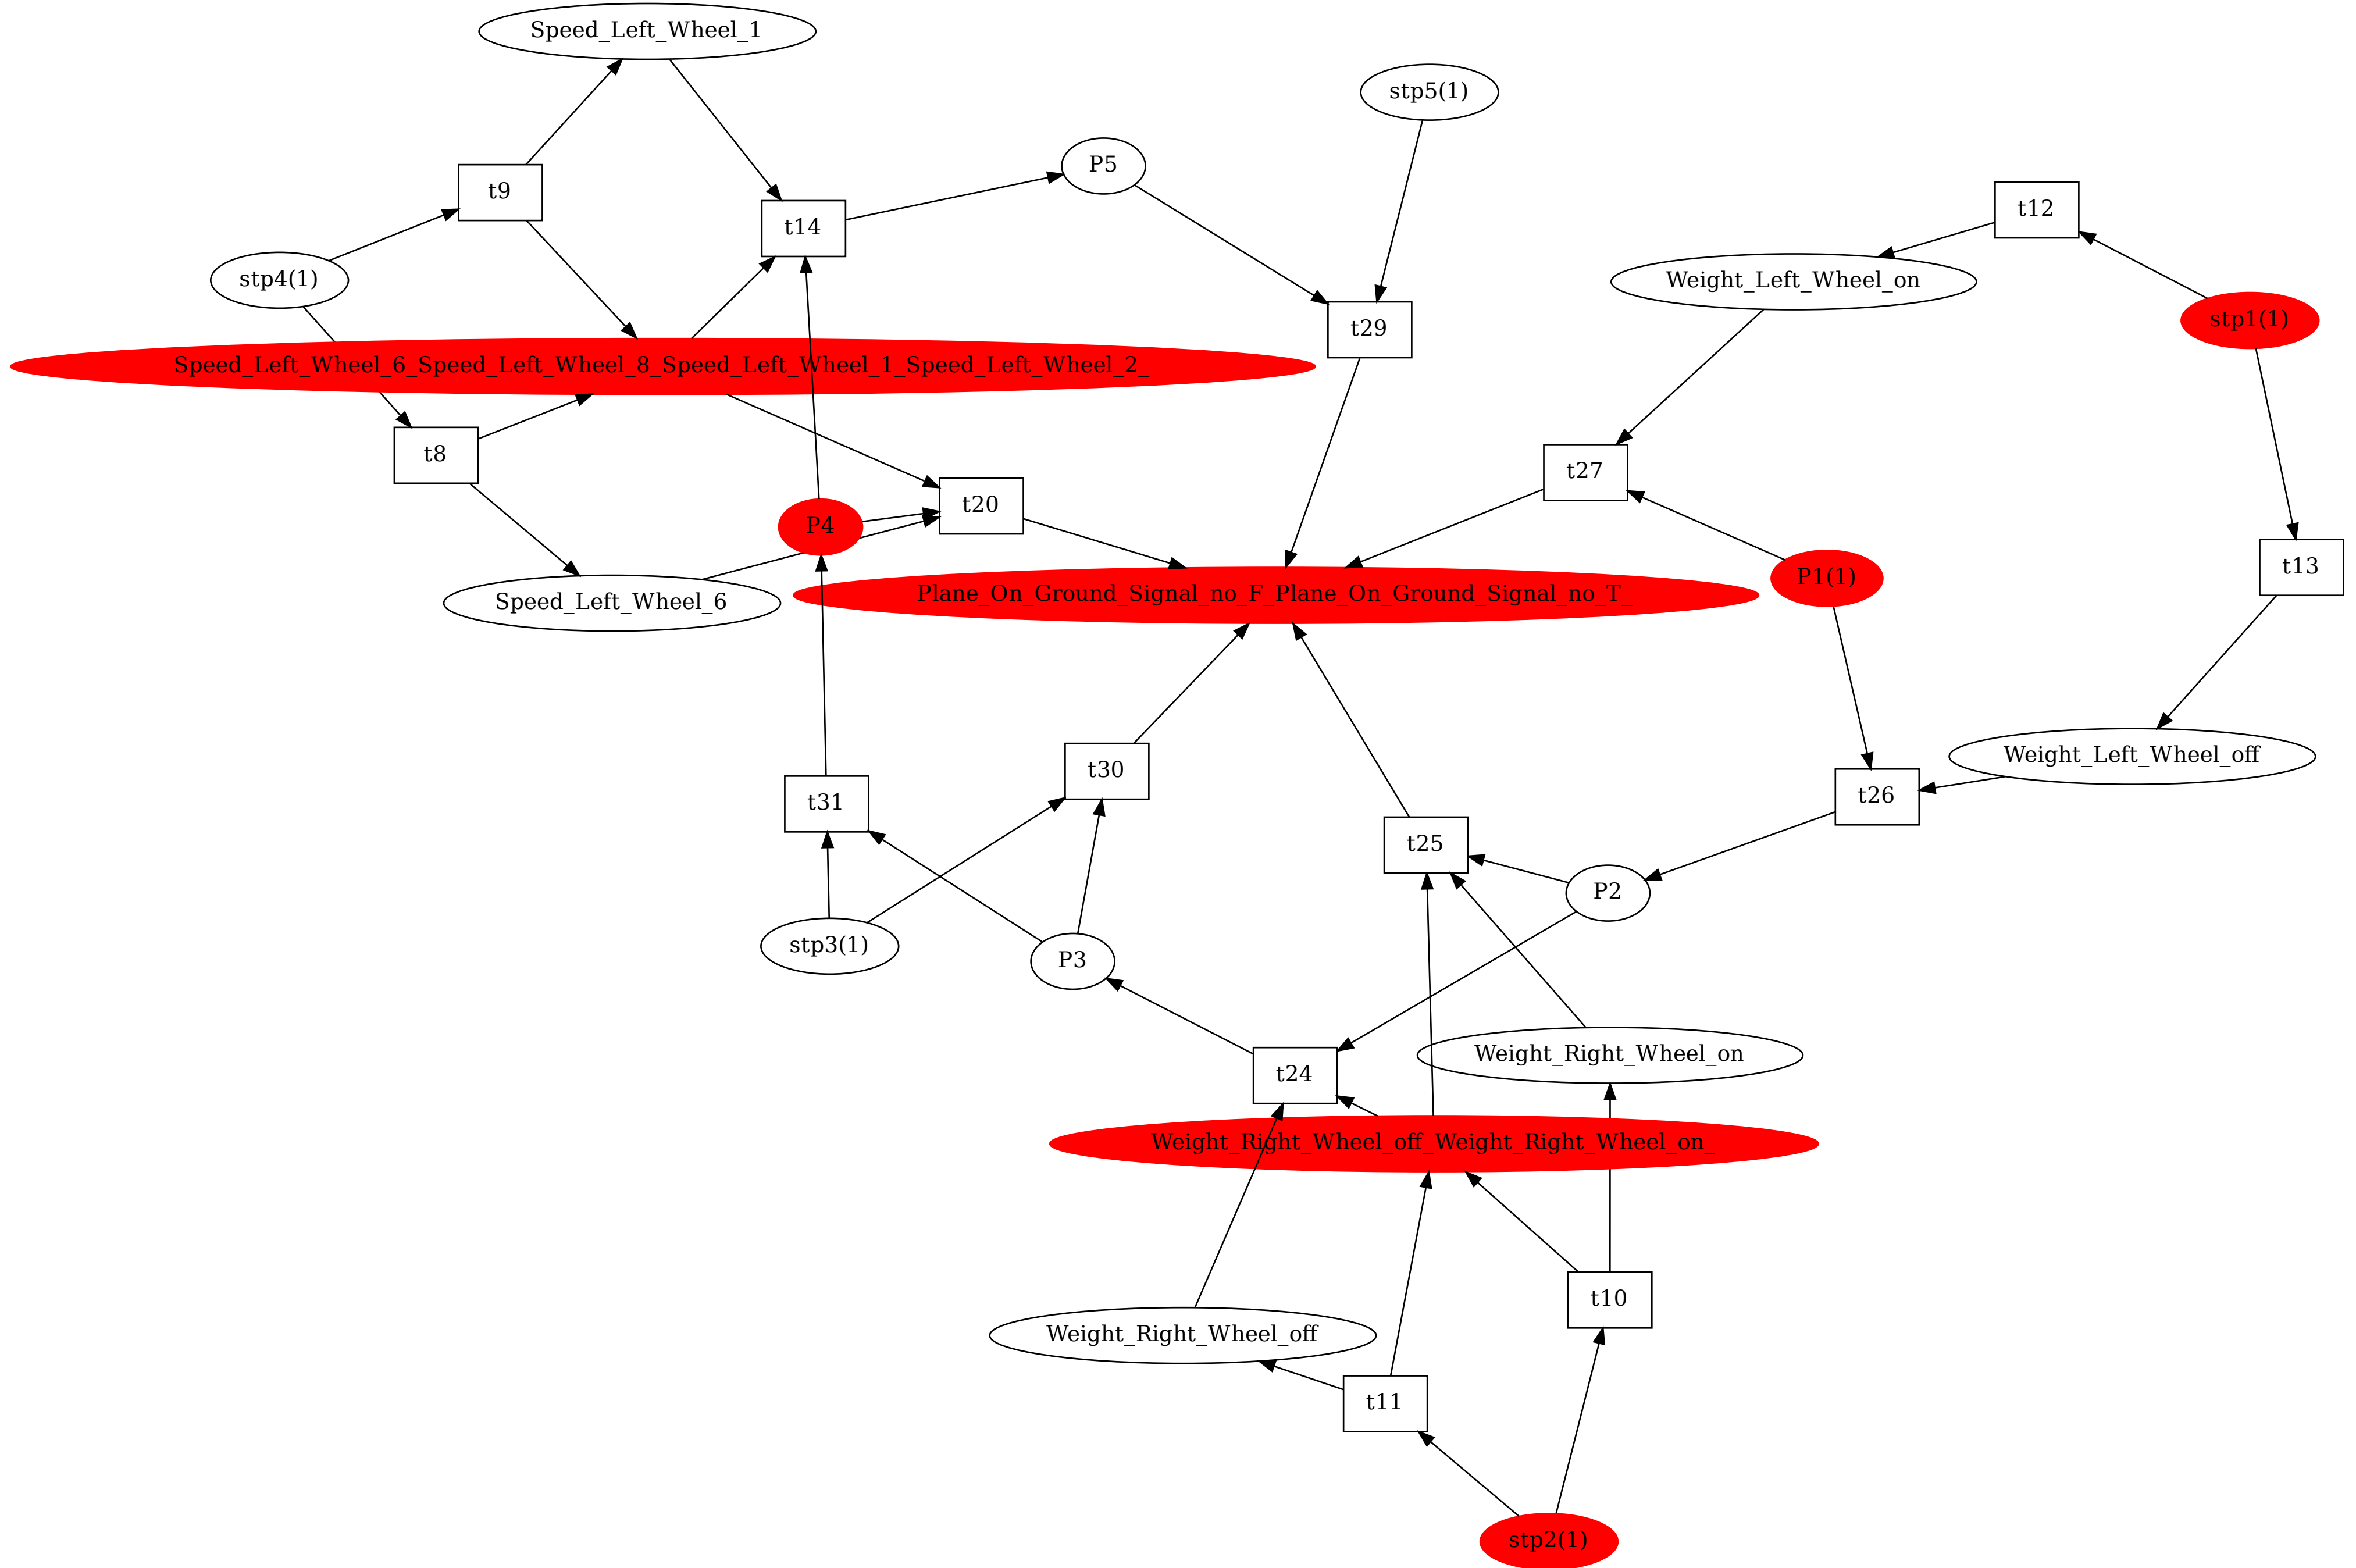 Speed_Left_Wheel_1
stp5(1)
P5
t9
t12
t14
stp4(1)
Weight_Left_Wheel_on
stp1(1)
t29
Speed_Left_Wheel_6_Speed_Left_Wheel_8_Speed_Left_Wheel_1_Speed_Left_Wheel_2_
t8
t27
t20
P4
t13
P1(1)
Plane_On_Ground_Signal_no_F_Plane_On_Ground_Signal_no_T_
Speed_Left_Wheel_6
Weight_Left_Wheel_off
t30
t26
t31
t25
P2
stp3(1)
P3
Weight_Right_Wheel_on
t24
Weight_Right_Wheel_off_Weight_Right_Wheel_on_
t10
Weight_Right_Wheel_off
t11
stp2(1)